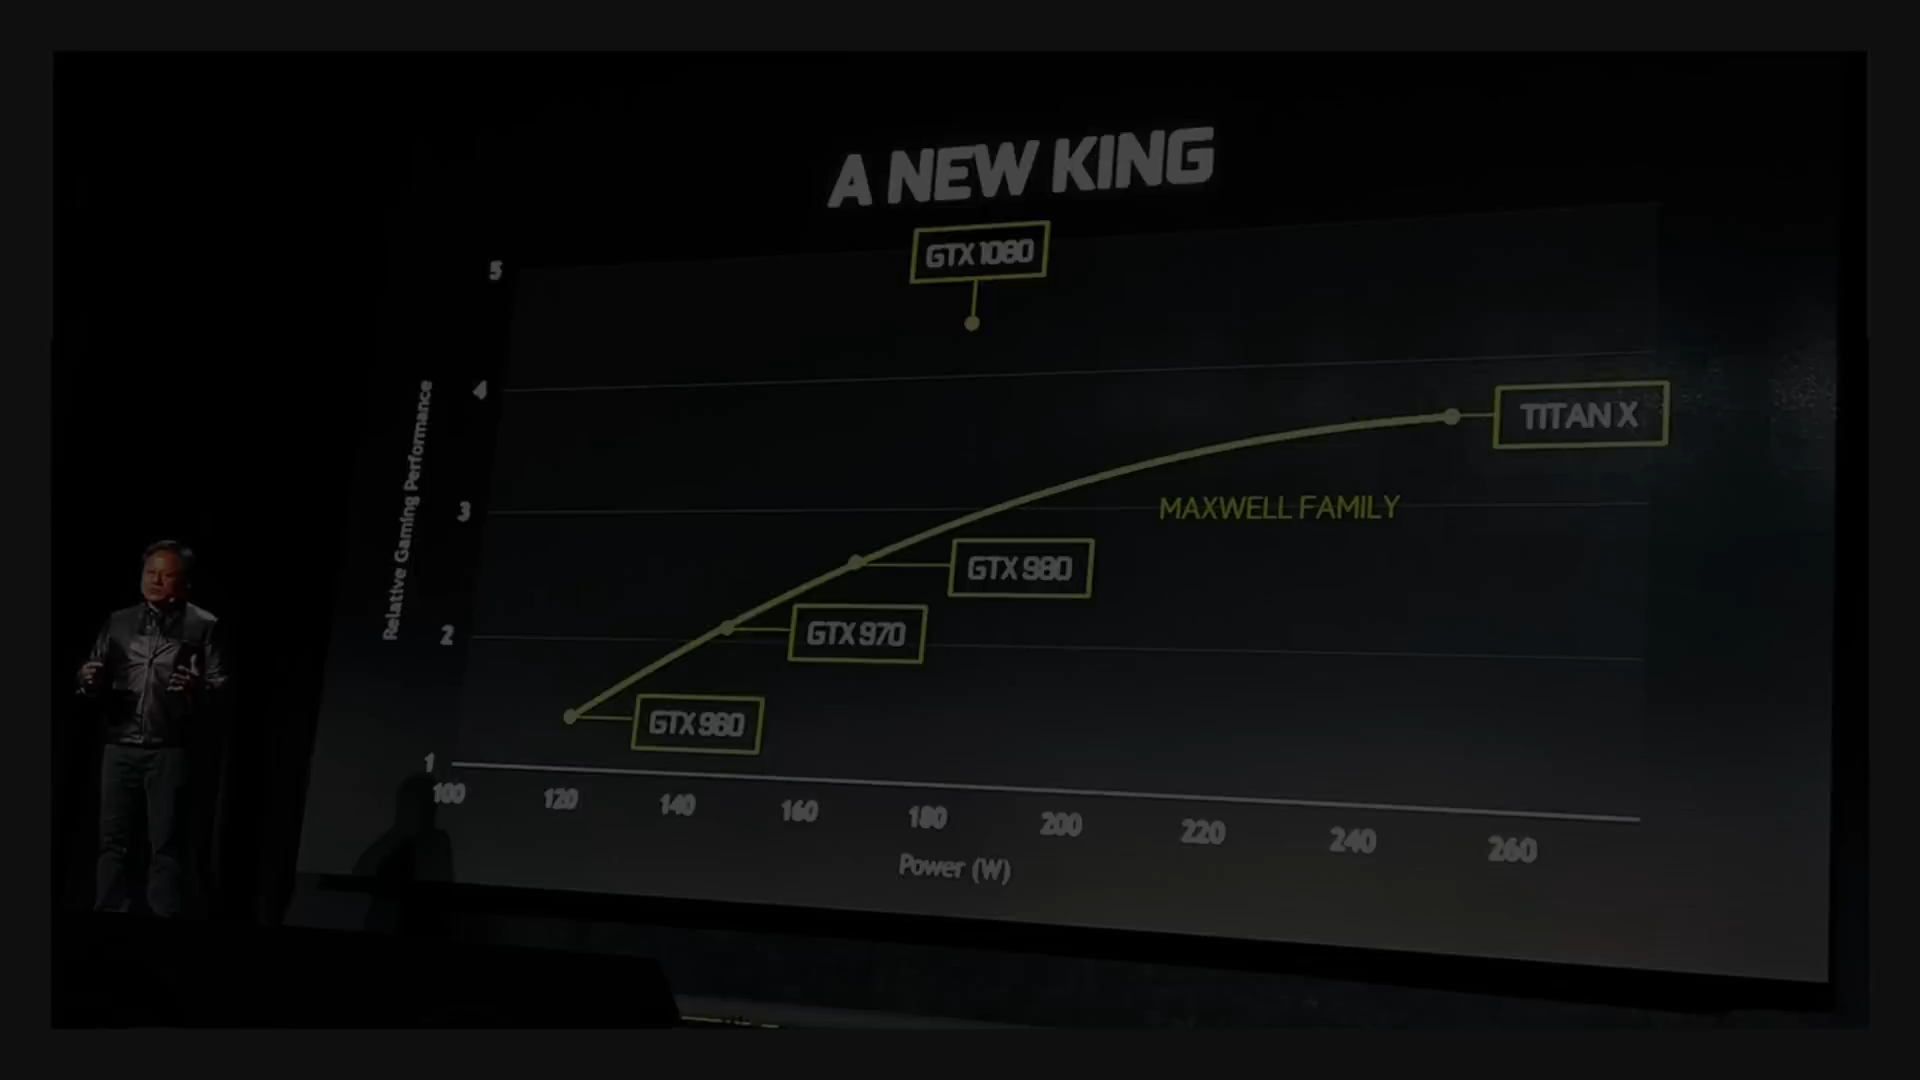 A NEW KING
GTX 1080
5
4
TITAN X
Relative Gaming Performance
3
MAXWELL FAMILY
GTX 980
2
GTX 970
GTX 960
1
100 120 140 160 180 200 220 240 260
Power (W)